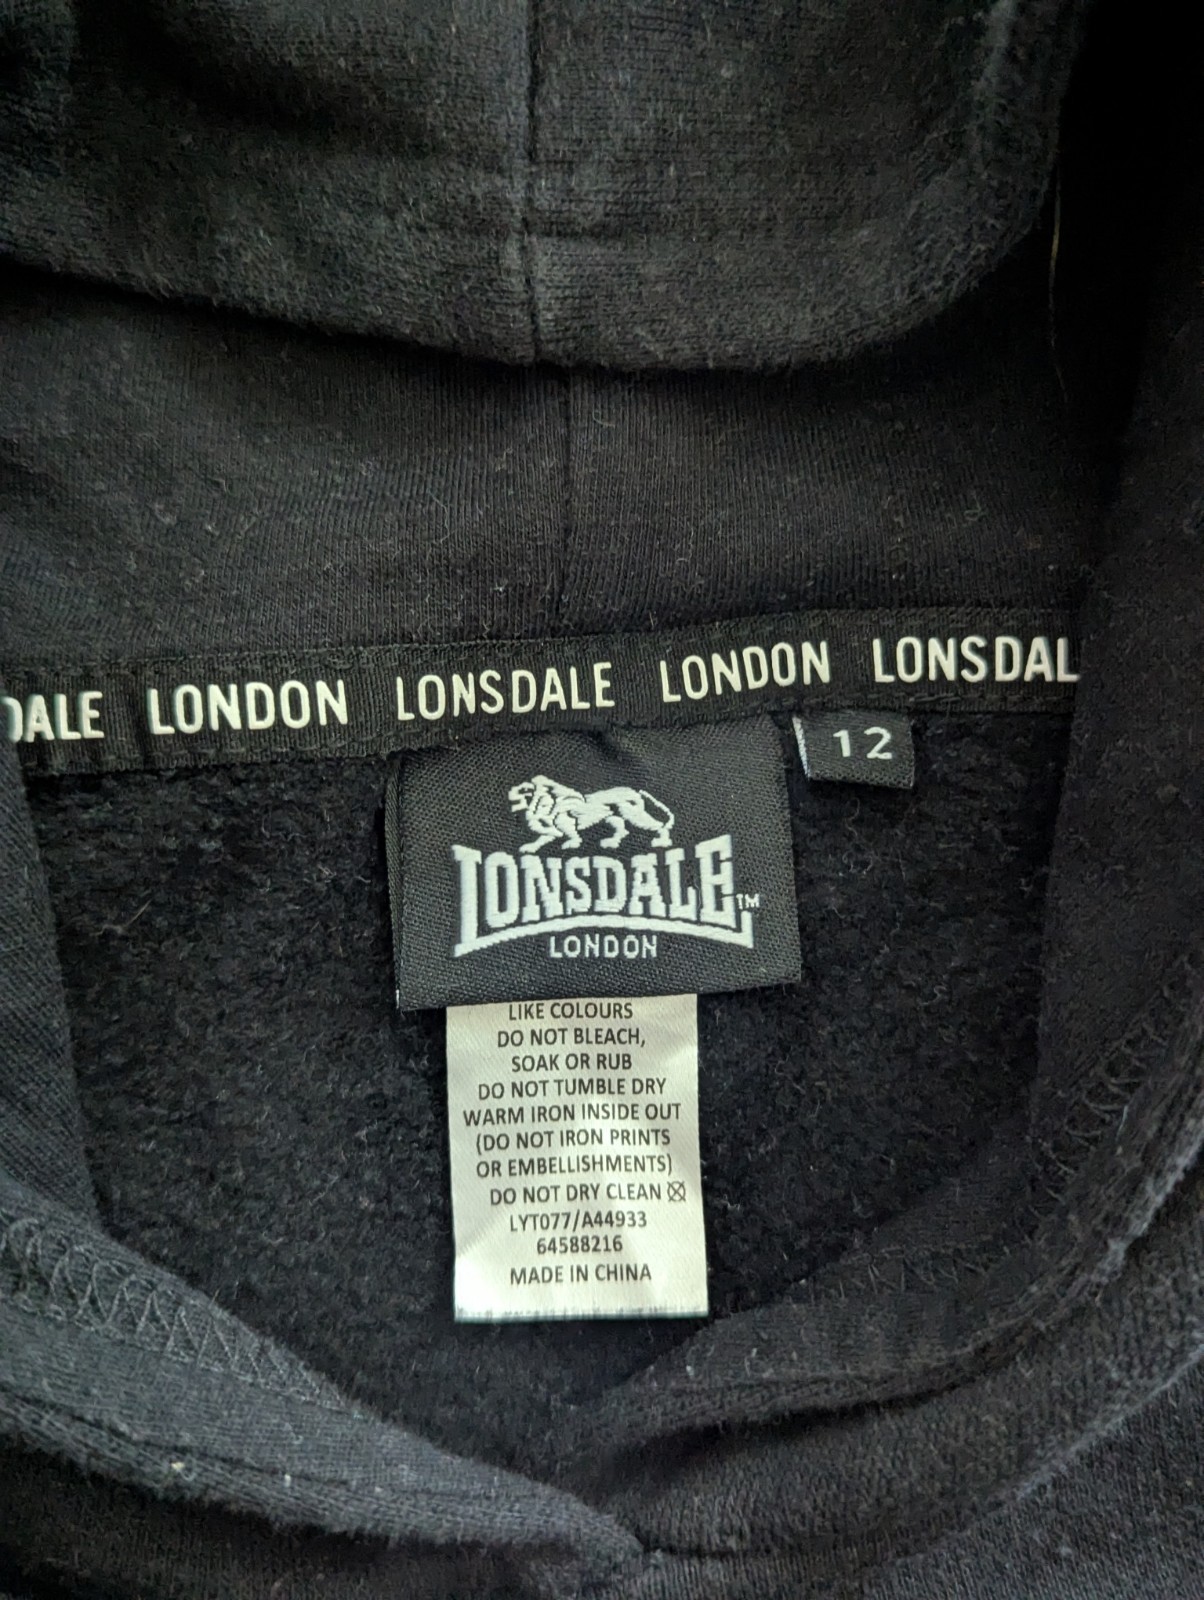 DALE LONDON LONSDALE LONDON LONSDAL
12
LONSDALE™
LONDON
LIKE COLOURS
DO NOT BLEACH,
SOAK OR RUB
DO NOT TUMBLE DRY
WARM IRON INSIDE OUT
(DO NOT IRON PRINTS
OR EMBELLISHMENTS)
DO NOT DRY CLEAN
LYT077/A44933
64588216
MADE IN CHINA